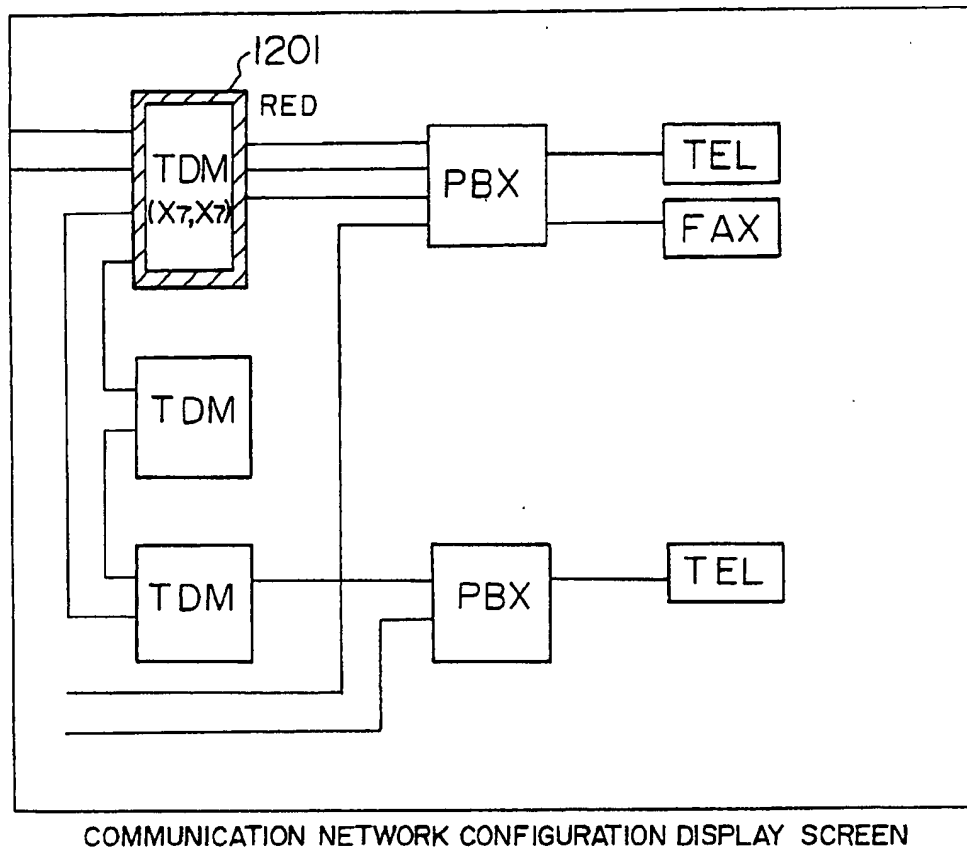 1201
RED
TDM
(X7,X7)
PBX
TEL
FAX
TDM
TDM
PBX
TEL
COMMUNICATION NETWORK CONFIGURATION DISPLAY SCREEN